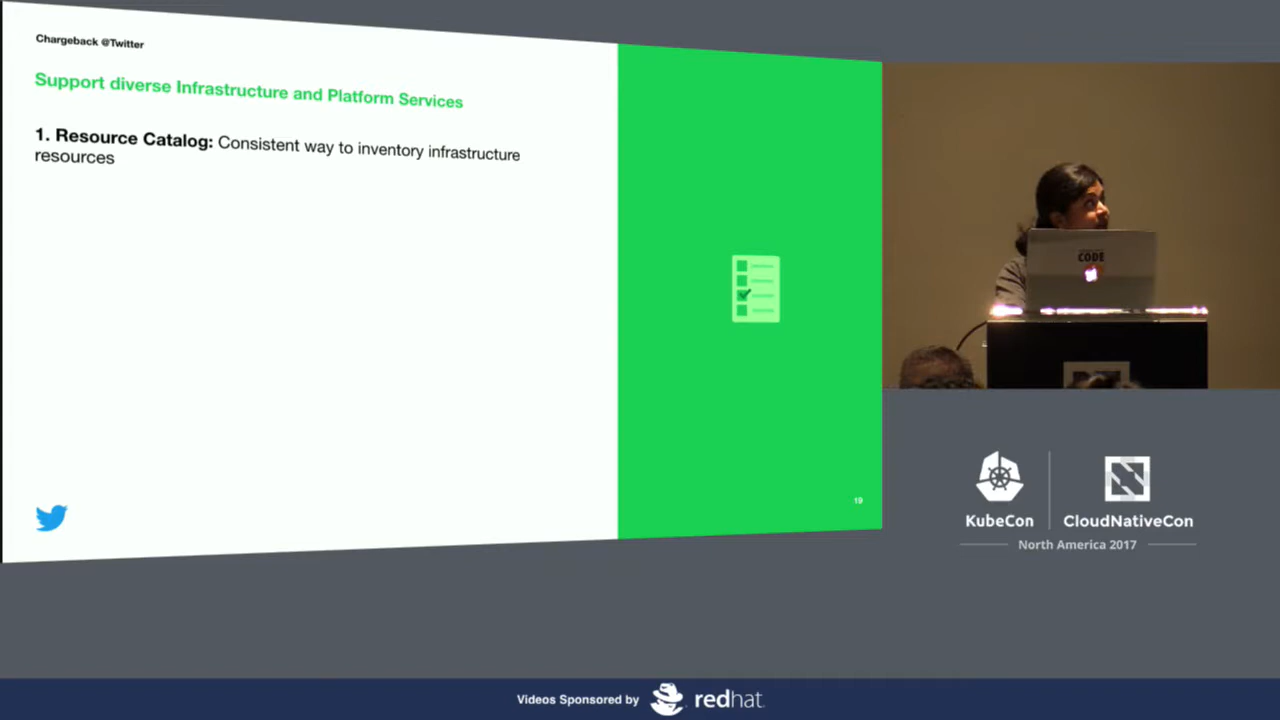 Chargeback @Twitter
Support diverse Infrastructure and Platform Services
1. Resource Catalog: Consistent way to inventory infrastructure
resources
19
CODE
KubeCon
CloudNativeCon
North America 2017
Videos Sponsored by
redhat.